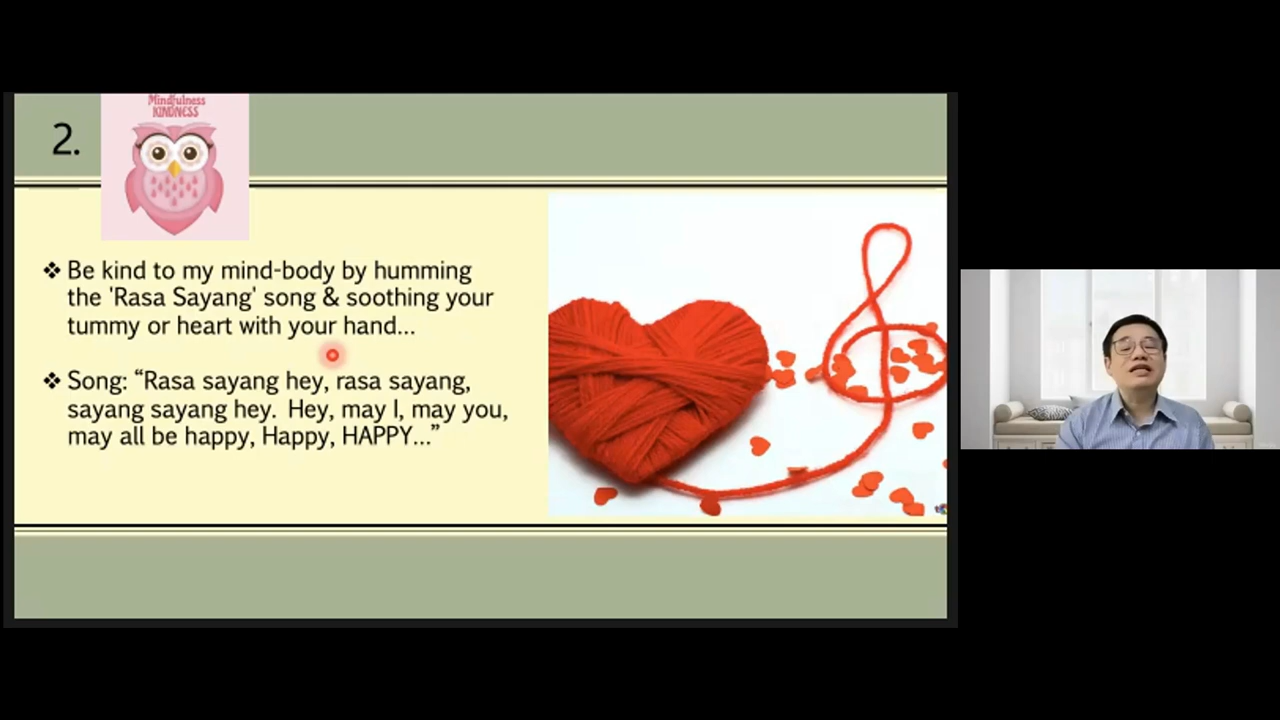 Mindfulness
KINDNESS
2.
❖ Be kind to my mind-body by humming
the 'Rasa Sayang' song & soothing your
tummy or heart with your hand...
❖ Song: “Rasa sayang hey, rasa sayang,
sayang sayang hey. Hey, may I, may you,
may all be happy, Happy, HAPPY...”